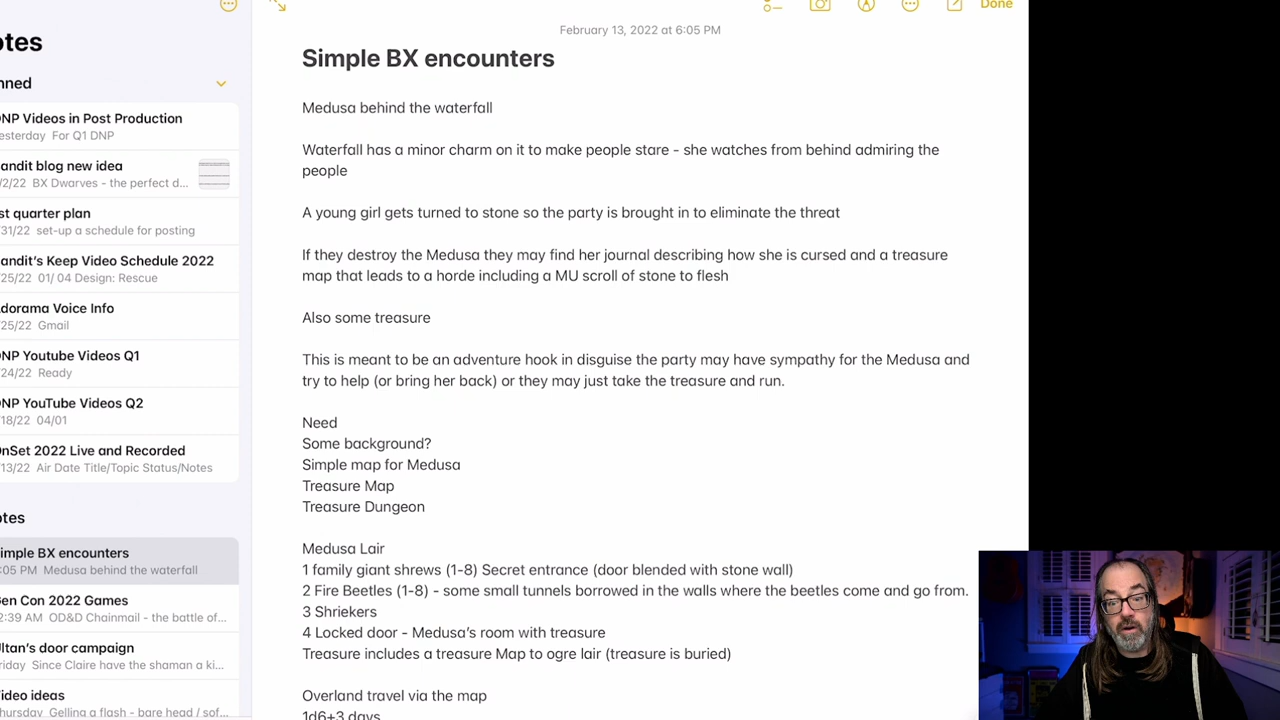 otes
nned
NP Videos in Post Production
esterday For Q1 DNP
andit blog new idea
/2/22 BX Dwarves - the perfect d...
st quarter plan
/31/22 set-up a schedule for posting
andit's Keep Video Schedule 2022
/25/22 01/ 04 Design: Rescue
dorama Voice Info
/25/22 Gmail
NP Youtube Videos Q1
/24/22 Ready
NP YouTube Videos Q2
/18/22 04/01
nSet 2022 Live and Recorded
/13/22 Air Date Title/Topic Status/Notes
otes
imple BX encounters
:05 PM Medusa behind the waterfall
en Con 2022 Games
2:39 AM OD&D Chainmail - the battle of...
ltan's door campaign
riday Since Claire have the shaman a ki...
ideo ideas
hursday Gelling a flash - bare head / sof...
Done
February 13, 2022 at 6:05 PM
Simple BX encounters
Medusa behind the waterfall
Waterfall has a minor charm on it to make people stare - she watches from behind admiring the
people
A young girl gets turned to stone so the party is brought in to eliminate the threat
If they destroy the Medusa they may find her journal describing how she is cursed and a treasure
map that leads to a horde including a MU scroll of stone to flesh
Also some treasure
This is meant to be an adventure hook in disguise the party may have sympathy for the Medusa and
try to help (or bring her back) or they may just take the treasure and run.
Need
Some background?
Simple map for Medusa
Treasure Map
Treasure Dungeon
Medusa Lair
1 family giant shrews (1-8) Secret entrance (door blended with stone wall)
2 Fire Beetles (1-8) - some small tunnels borrowed in the walls where the beetles come and go from.
3 Shriekers
4 Locked door - Medusa's room with treasure
Treasure includes a treasure Map to ogre lair (treasure is buried)
Overland travel via the map
1d6+3 days